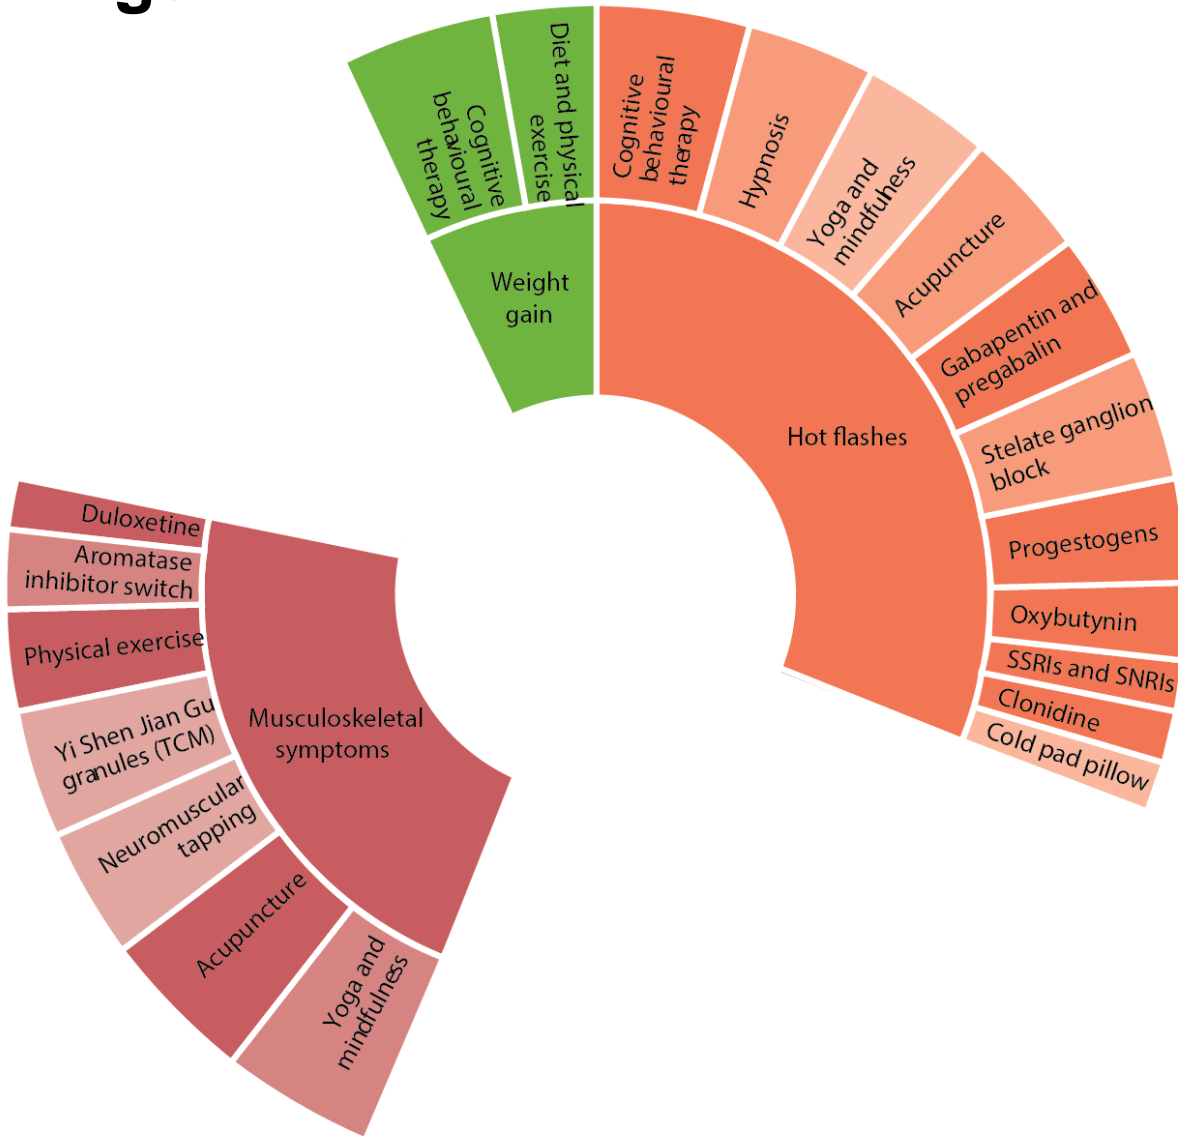 g
Cognitive
behavioural
therapy
Diet and physical
exercise
Weight
gain
Cognitive
behavioural
therapy
Hypnosis
Yoga and
mindfulness
Acupuncture
Gabapentin and
pregabalin
Stelate ganglion
block
Progestogens
Oxybutynin
SSRIs and SNRIs
Clonidine
Cold pad pillow
Hot flashes
Duloxetine
Aromatase
inhibitor switch
Physical exercise
Yi Shen Jian Gu
granules (TCM)
Neuromuscular
tapping
Acupuncture
Yoga and
mindfulness
Musculoskeletal
symptoms